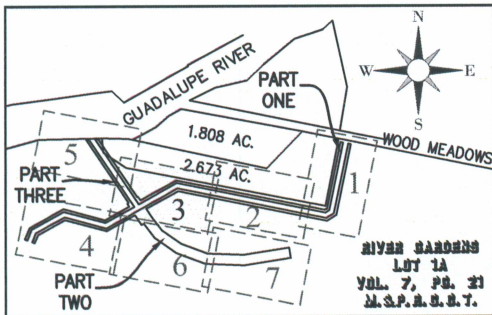 N
W
E
S
GUADALUPE RIVER
PART
ONE
1.808 AC.
WOOD MEADOWS
2.673 AC.
5
PART
THREE
1
3
2
4
6
7
PART
TWO
RIVER GARDENS
LOT 1A
VOL. 7, PG. 21
M.S.P.R.G.C.T.